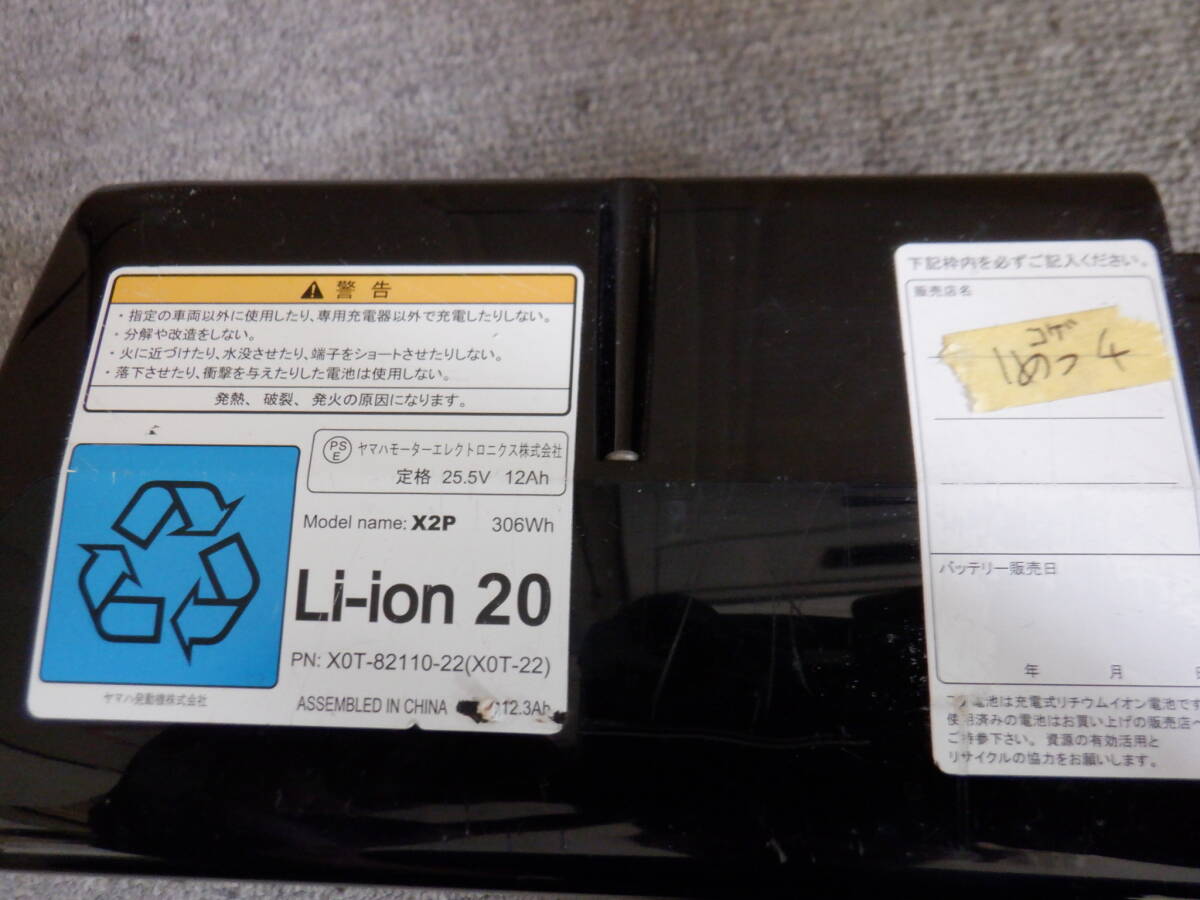 警告
・指定の車両以外に使用したり、専用充電器以外で充電したりしない。
・分解や改造をしない。
・火に近づけたり、水没させたり、端子をショートさせたりしない。
・落下させたり、衝撃を与えたりした電池は使用しない。
発熱、破裂、発火の原因になります。
PS
E
ヤマハモーターエレクトロニクス株式会社
定格 25.5V 12Ah
Model name: X2P 306Wh
Li-ion 20
PN: X0T-82110-22(X0T-22)
ASSEMBLED IN CHINA 12.3Ah
ヤマハ発動機株式会社
下記枠内を必ずご記入ください。
販売店名
コゲ
4
バッテリー販売日
年 月
この電池は充電式リチウムイオン電池です
使用済みの電池はお買い上げの販売店
ご持参下さい。資源の有効活用と
リサイクルの協力をお願いします。